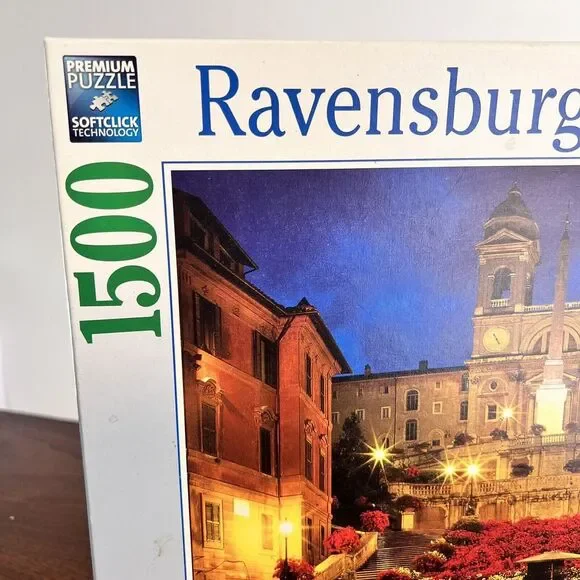 PREMIUM
PUZZLE
SOFTCLICK
TECHNOLOGY
Ravensburg
1500